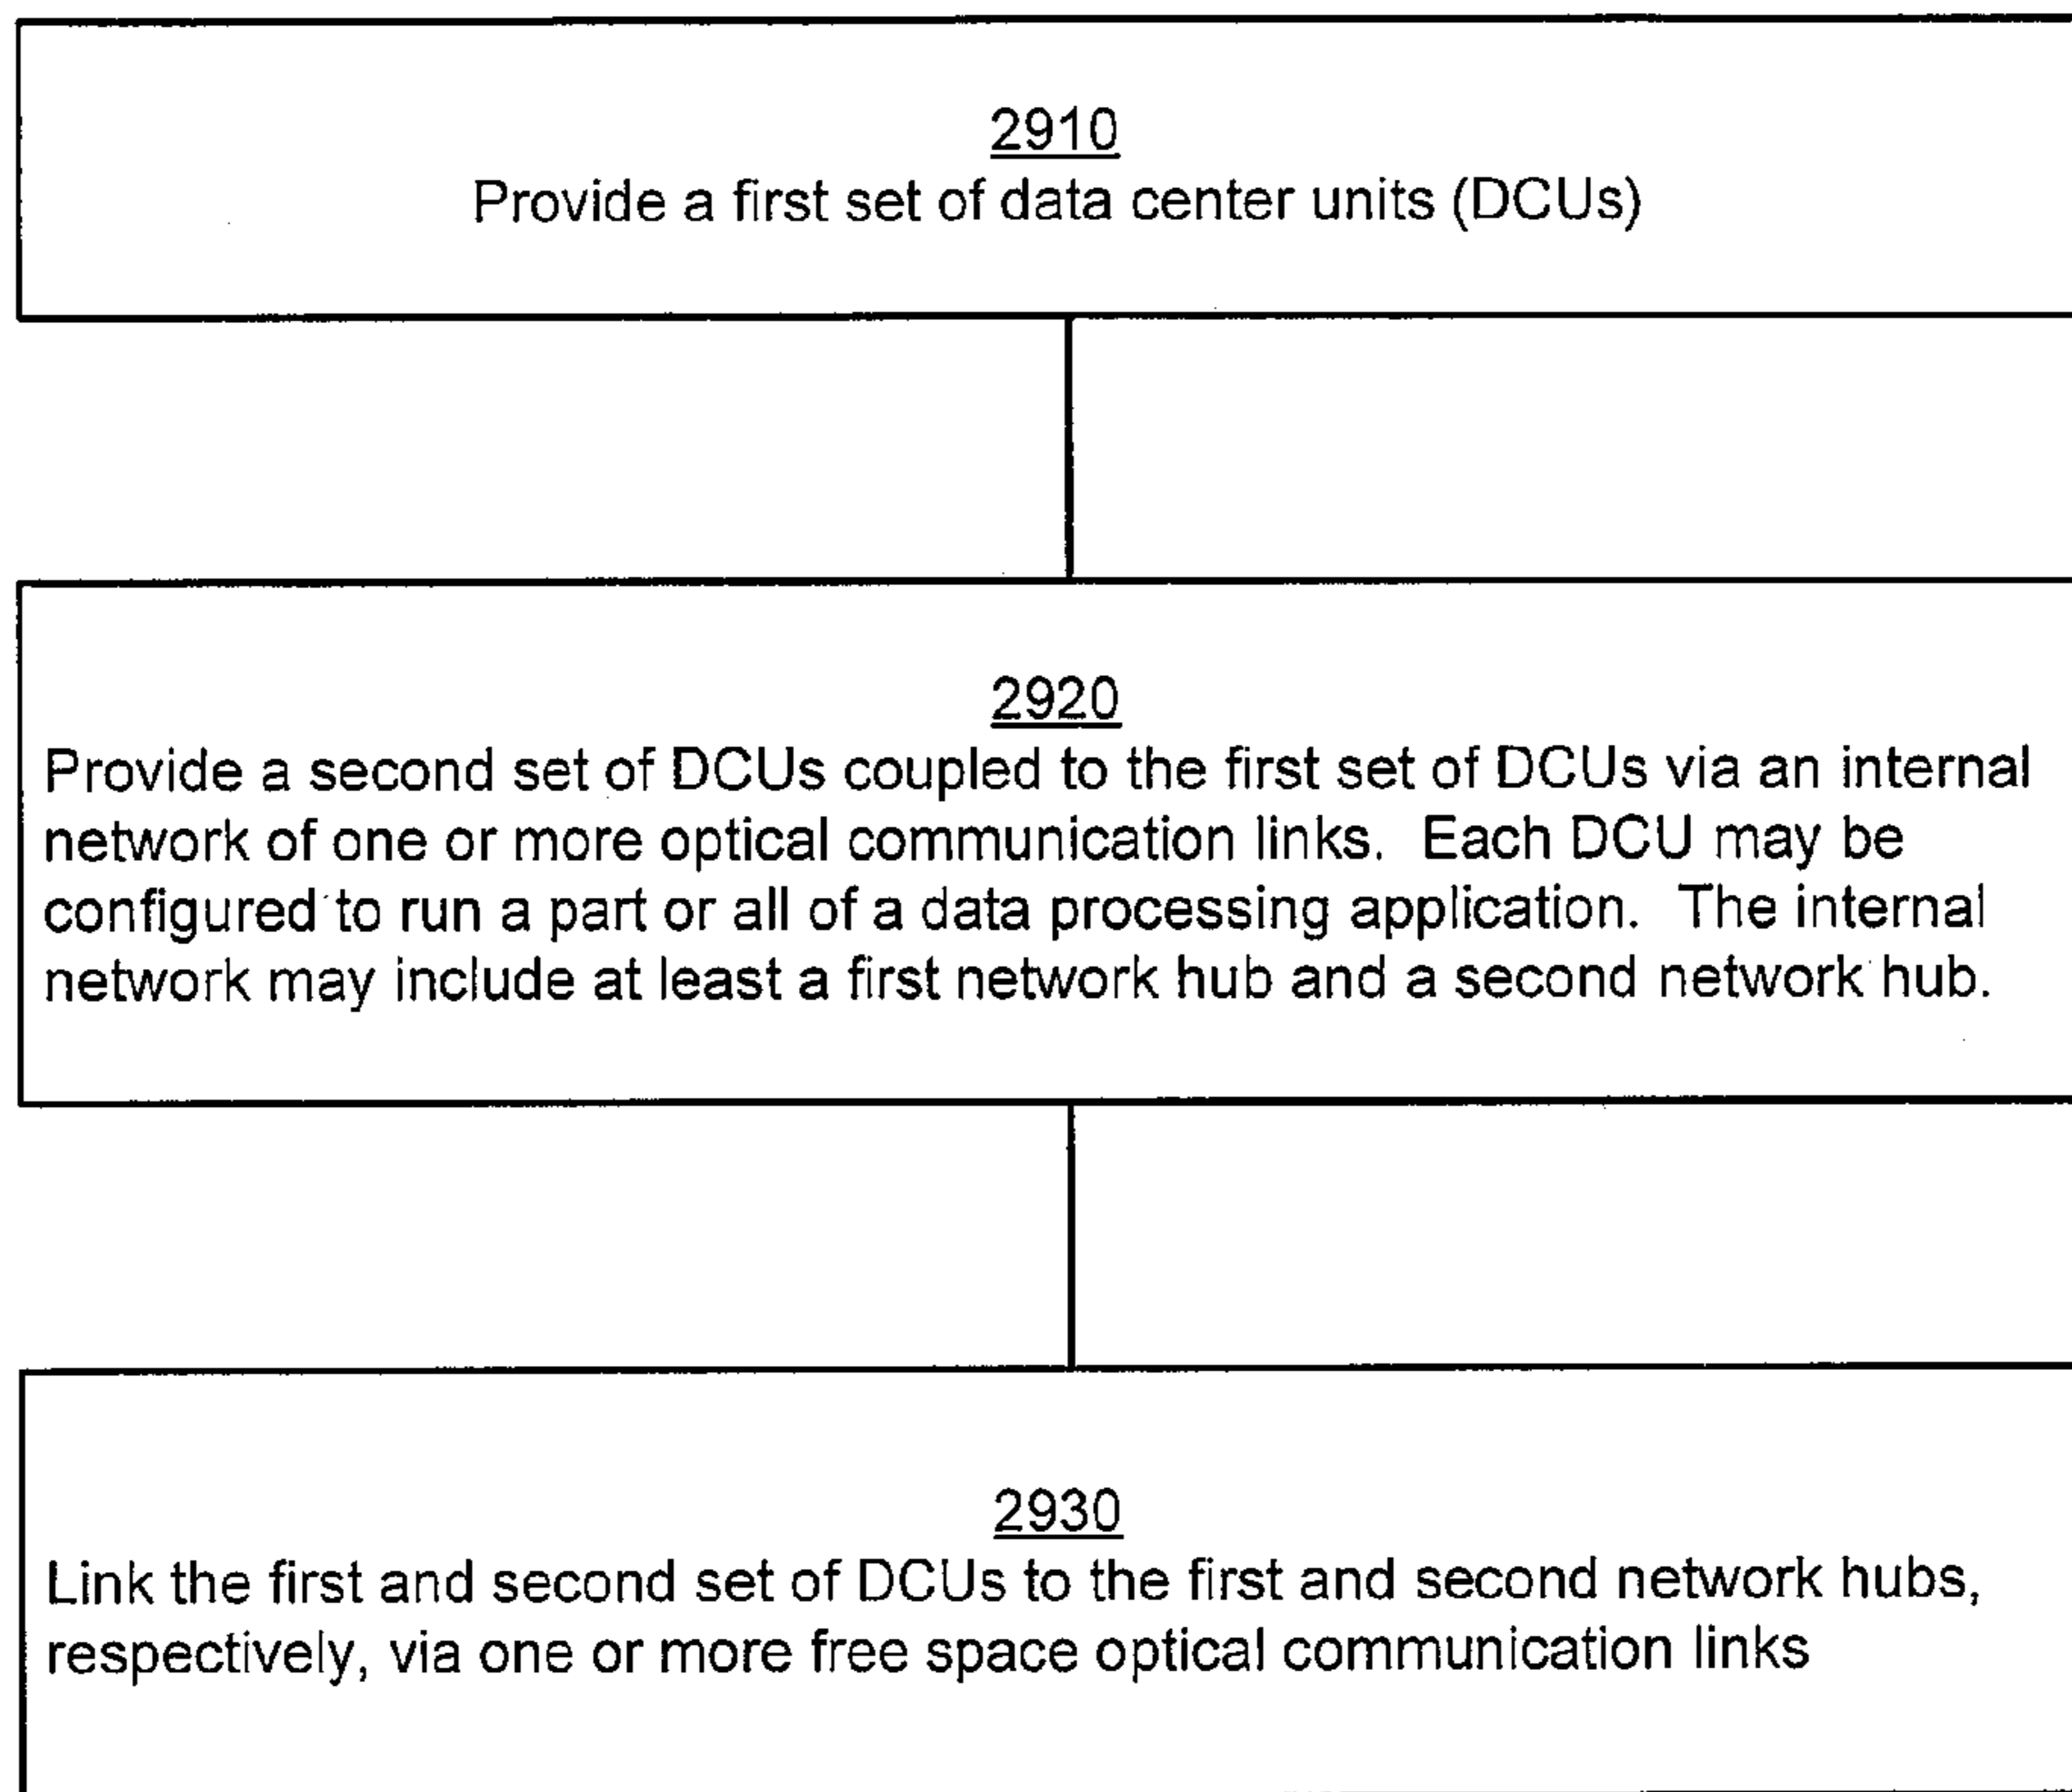 2910
Provide a first set of data center units (DCUs)
2920
Provide a second set of DCUs coupled to the first set of DCUs via an internal
network of one or more optical communication links. Each DCU may be
configured to run a part or all of a data processing application. The internal
network may include at least a first network hub and a second network hub.
2930
Link the first and second set of DCUs to the first and second network hubs,
respectively, via one or more free space optical communication links